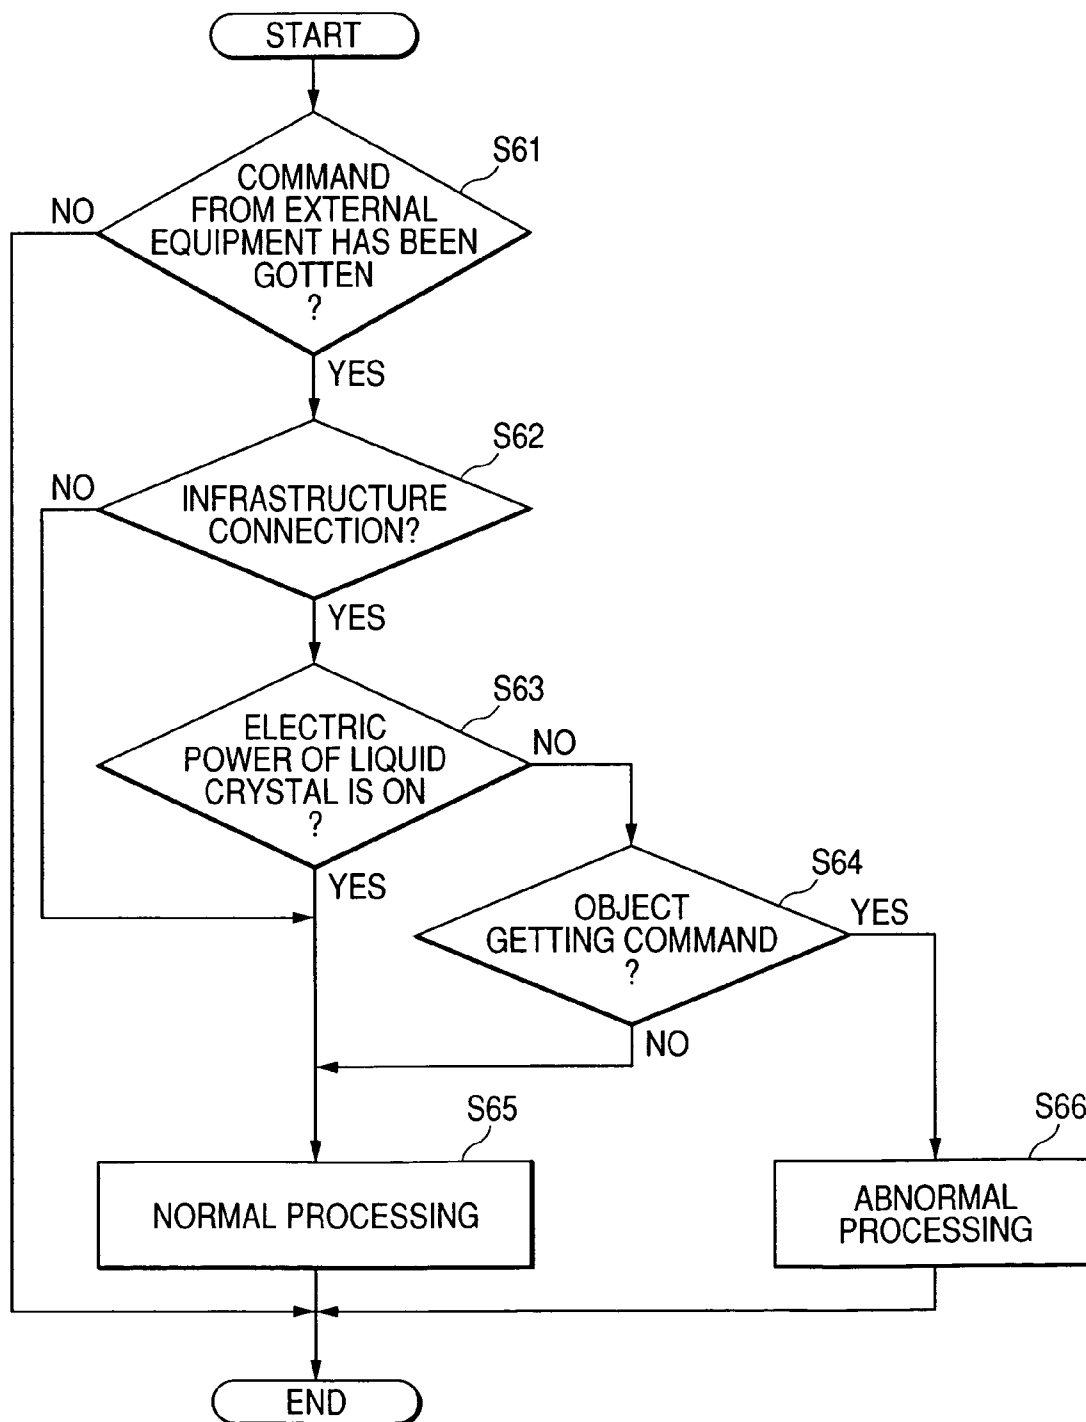 START
S61
COMMAND
FROM EXTERNAL
EQUIPMENT HAS BEEN
GOTTEN
?
NO
YES
S62
NO
INFRASTRUCTURE
CONNECTION?
YES
S63
ELECTRIC
POWER OF LIQUID
CRYSTAL IS ON
?
NO
YES
S64
OBJECT
GETTING COMMAND
?
YES
NO
S65
NORMAL PROCESSING
S66
ABNORMAL
PROCESSING
END